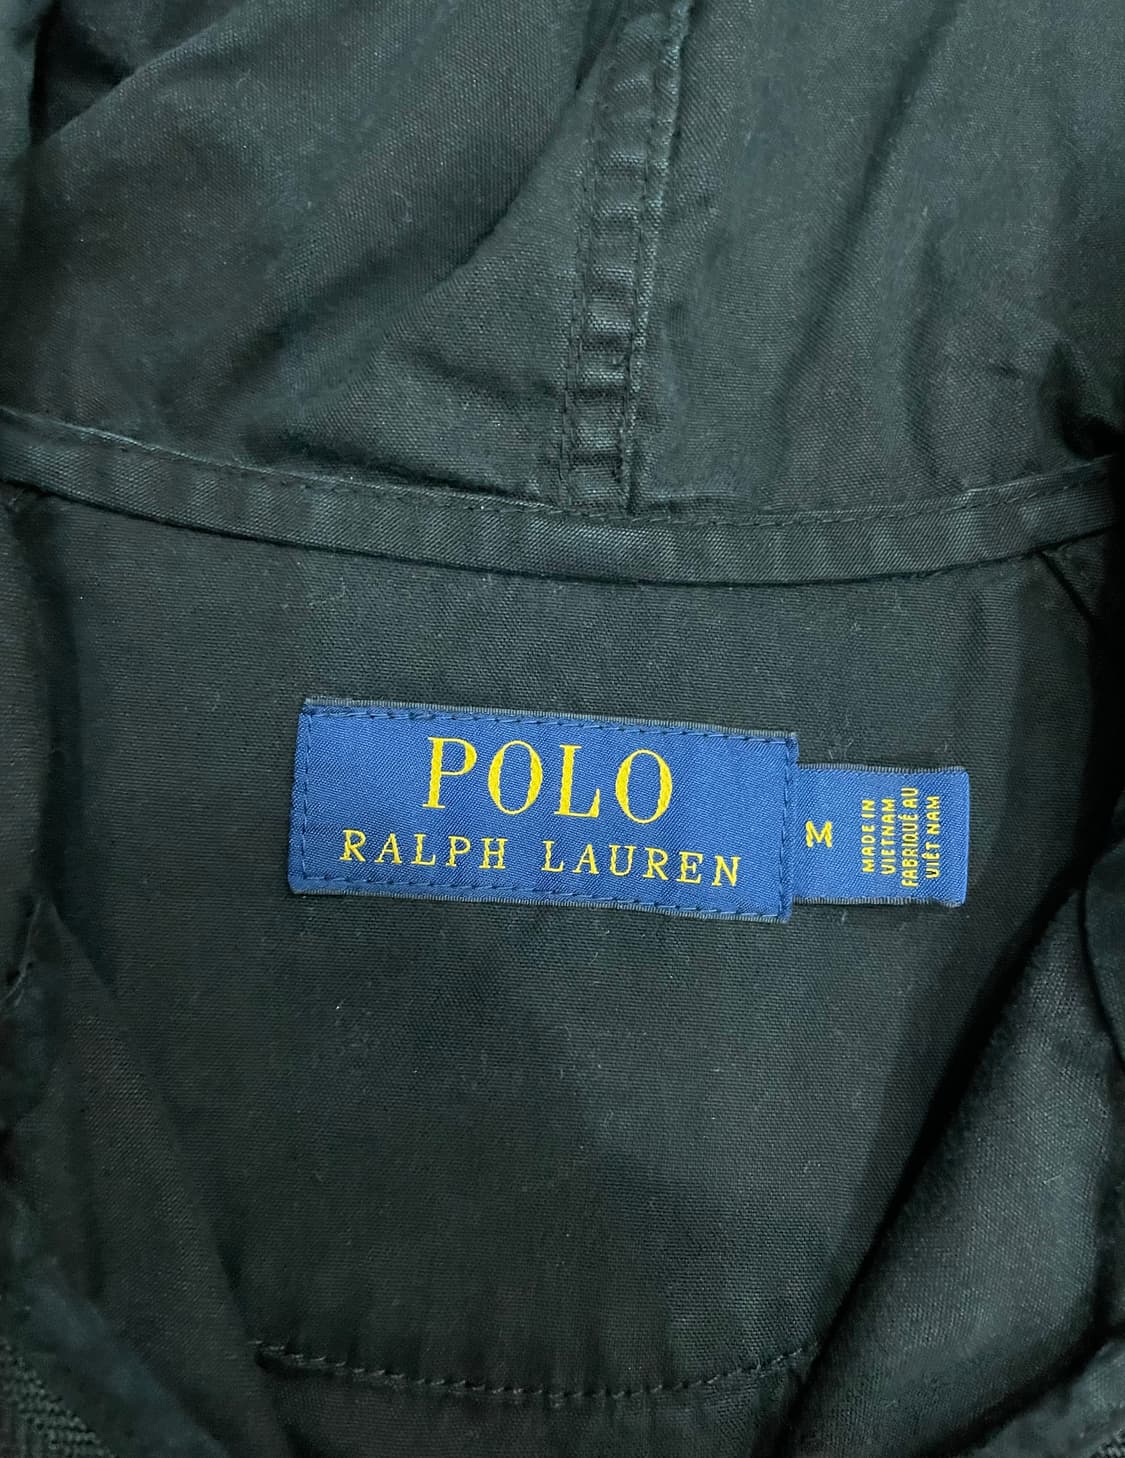 POLO
RALPH LAUREN
M
MADE IN
VIETNAM
FABRIQUÉ AU
VIÊT NAM